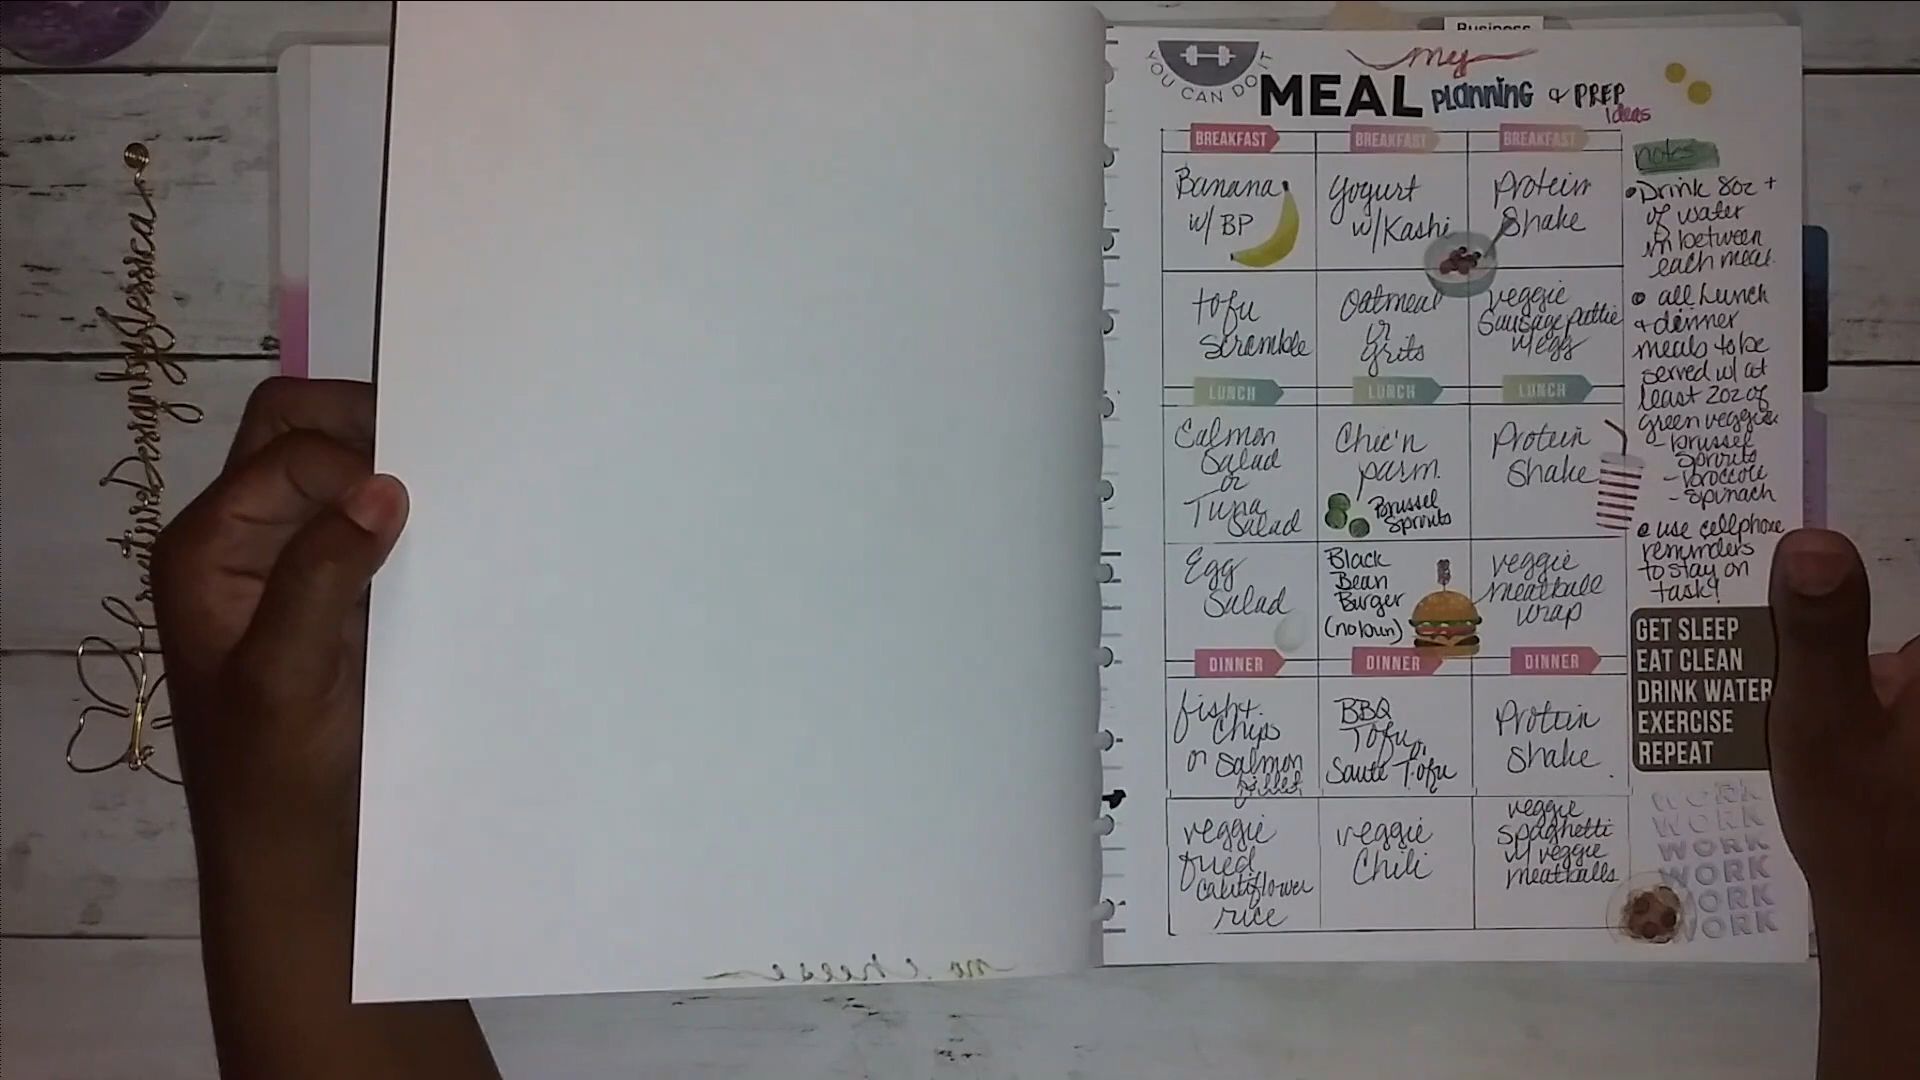 Business
YOU CAN DO IT
my
MEAL planning & PREP
Ideas
BREAKFAST BREAKFAST BREAKFAST
Banana
w/ BP
Yogurt
w/Kashi
Protein
Shake
tofu
Scramble
Oatmeal
or
grits
veggie
Sausage pattie
w/egg
LUNCH LUNCH LUNCH
Salmon
Salad
or
Tuna
Salad
Chic'n
parm.
Brussel
Sprouts
Protein
Shake
Egg
Salad
Black
Bean
Burger
(no bun)
veggie
meatball
wrap
DINNER DINNER DINNER
fish +
Chips
or Salmon
BBQ
Tofu,
Sauté Tofu
Protein
Shake
veggie
fried
cauliflower
rice
veggie
Chili
veggie
spaghetti
w/ veggie
meatballs
notes
Drink 8oz +
of water
in between
each meal.
all Lunch
+ dinner
meals to be
served w/ at
least 2oz of
green veggies
- brussel
sprouts
- broccoli
- spinach
use cellphone
reminders
to stay on
task!
GET SLEEP
EAT CLEAN
DRINK WATER
EXERCISE
REPEAT
WORK
WORK
WORK
WORK
WORK
WORK
no cheese
CreativeDesignbyJessica